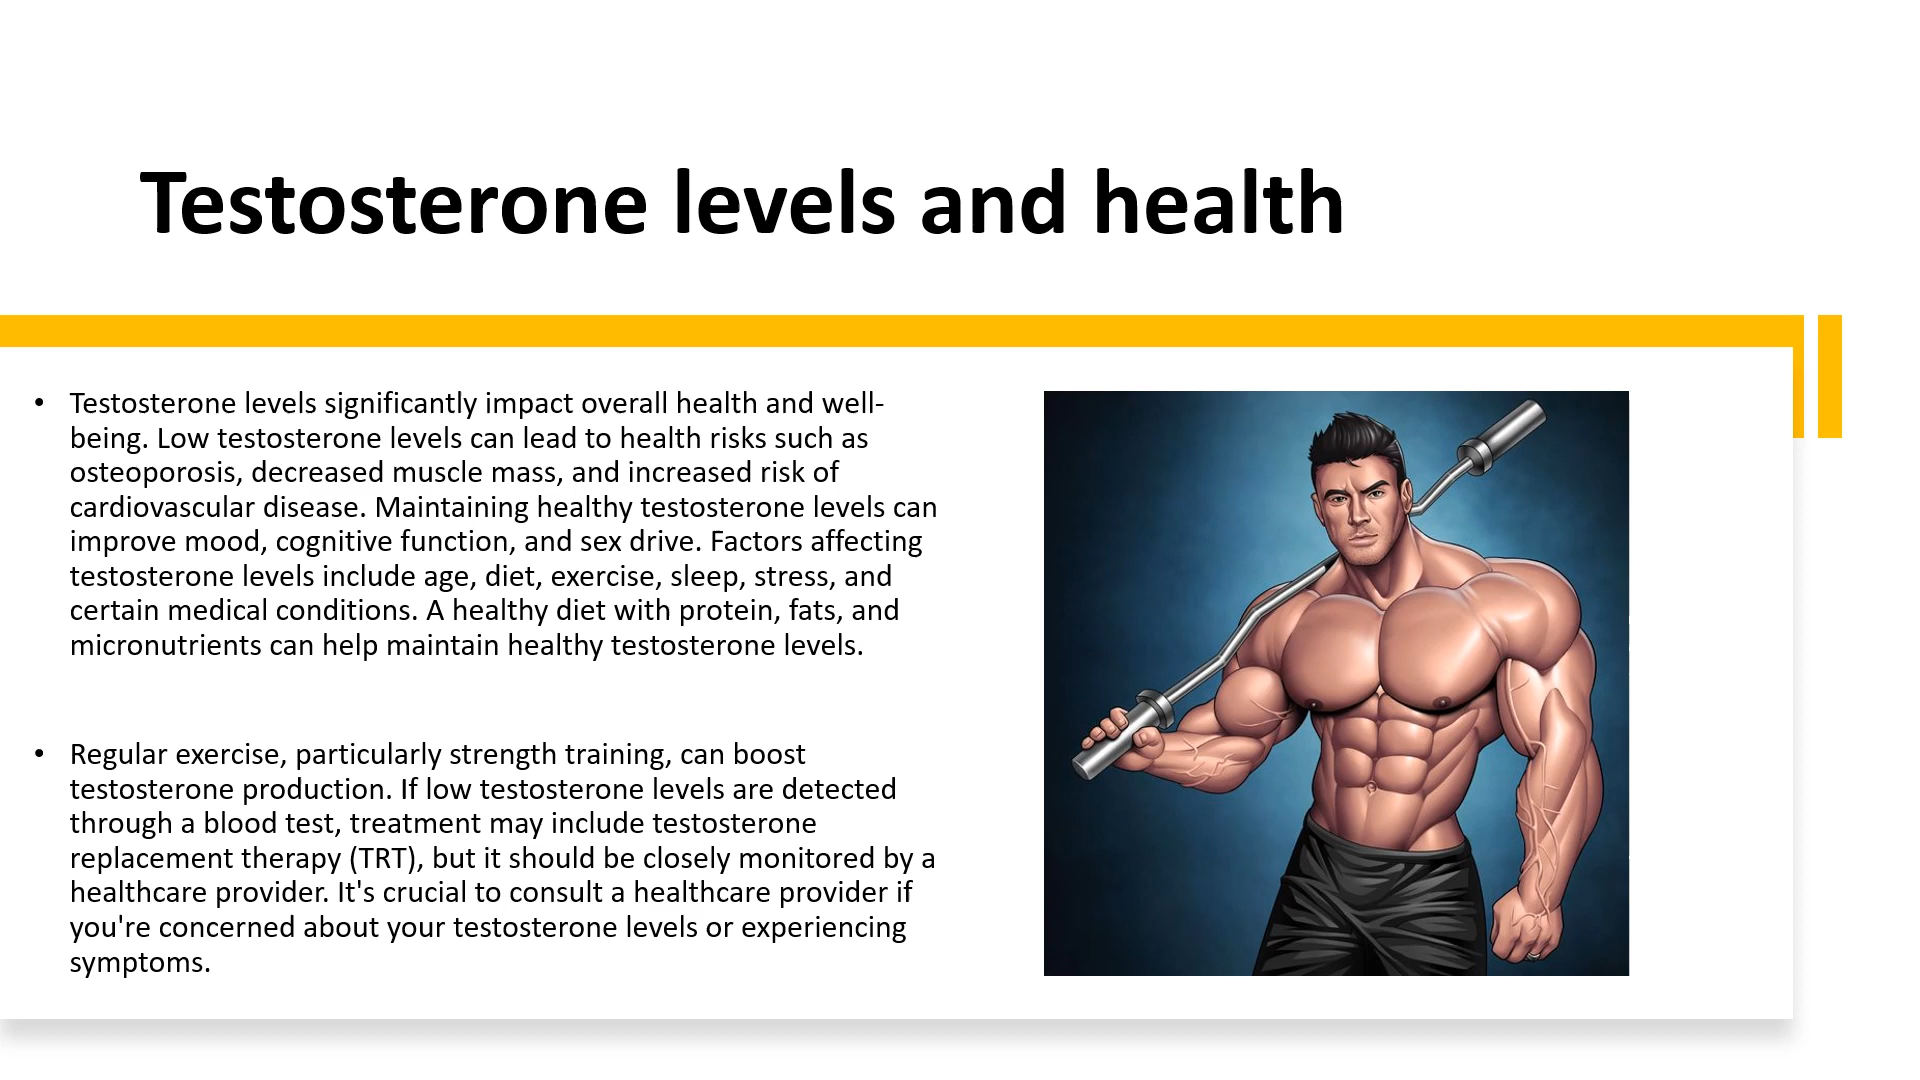 Testosterone levels and health
• Testosterone levels significantly impact overall health and well-
being. Low testosterone levels can lead to health risks such as
osteoporosis, decreased muscle mass, and increased risk of
cardiovascular disease. Maintaining healthy testosterone levels can
improve mood, cognitive function, and sex drive. Factors affecting
testosterone levels include age, diet, exercise, sleep, stress, and
certain medical conditions. A healthy diet with protein, fats, and
micronutrients can help maintain healthy testosterone levels.
• Regular exercise, particularly strength training, can boost
testosterone production. If low testosterone levels are detected
through a blood test, treatment may include testosterone
replacement therapy (TRT), but it should be closely monitored by a
healthcare provider. It's crucial to consult a healthcare provider if
you're concerned about your testosterone levels or experiencing
symptoms.